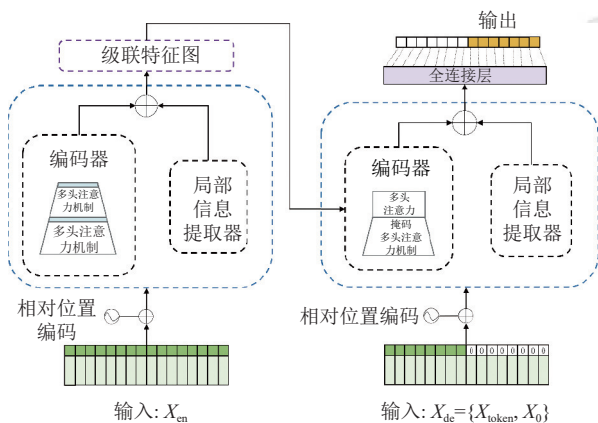 级联特征图
编码器
多头注意
力机制
多头注意
力机制
局部
信息
提取器
相对位置
编码
输入: X_en
输出
全连接层
编码器
多头
注意力
掩码
多头注意
力机制
局部
信息
提取器
相对位置编码
0 0 0 0 0 0 0
输入: X_de={X_token, X_0}